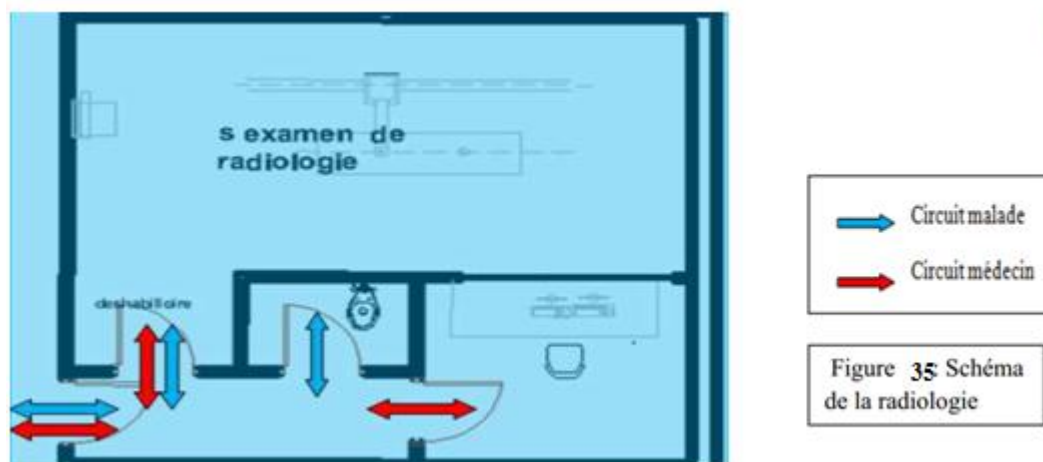 s examen de
radiologie
deshabilloire
Circuit malade
Circuit médecin
Figure 35: Schéma
de la radiologie